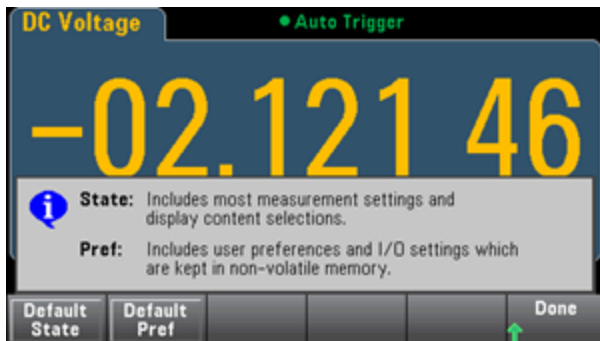 DC Voltage
Auto Trigger
-02.121 46
State: Includes most measurement settings and
display content selections.
Pref: Includes user preferences and I/O settings which
are kept in non-volatile memory.
Default State
Default Pref
Done